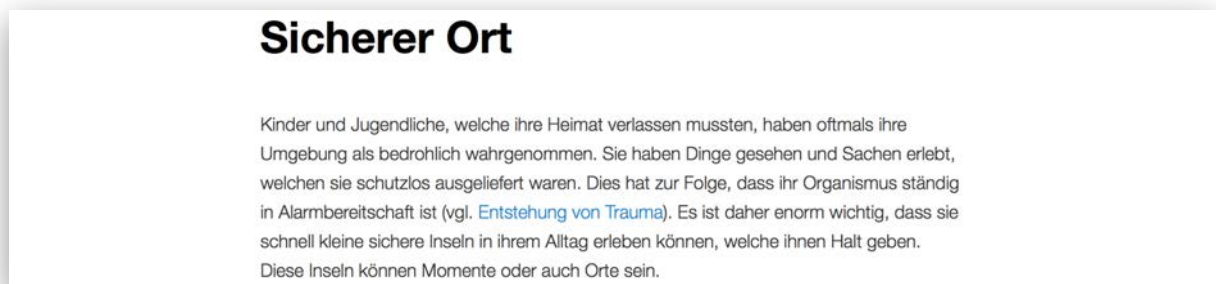 Sicherer Ort
Kinder und Jugendliche, welche ihre Heimat verlassen mussten, haben oftmals ihre
Umgebung als bedrohlich wahrgenommen. Sie haben Dinge gesehen und Sachen erlebt,
welchen sie schutzlos ausgeliefert waren. Dies hat zur Folge, dass ihr Organismus ständig
in Alarmbereitschaft ist (vgl. Entstehung von Trauma). Es ist daher enorm wichtig, dass sie
schnell kleine sichere Inseln in ihrem Alltag erleben können, welche ihnen Halt geben.
Diese Inseln können Momente oder auch Orte sein.